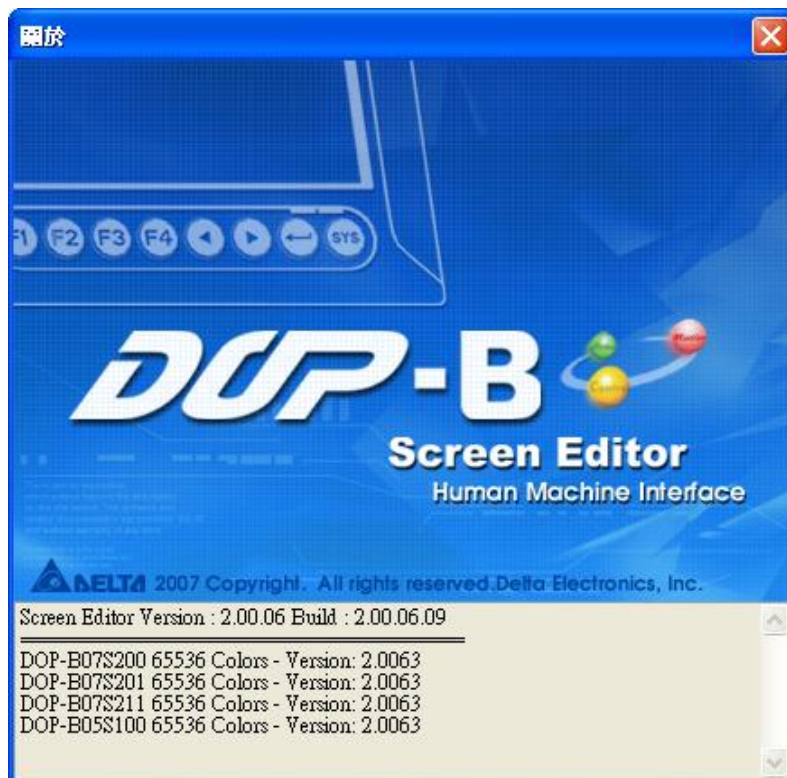 關於
F1 F2 F3 F4 SYS
DOP-B
Screen Editor
Human Machine Interface
DELTA 2007 Copyright. All rights reserved.Delta Electronics, Inc.
Screen Editor Version : 2.00.06 Build : 2.00.06.09
DOP-B07S200 65536 Colors - Version: 2.0063
DOP-B07S201 65536 Colors - Version: 2.0063
DOP-B07S211 65536 Colors - Version: 2.0063
DOP-B05S100 65536 Colors - Version: 2.0063